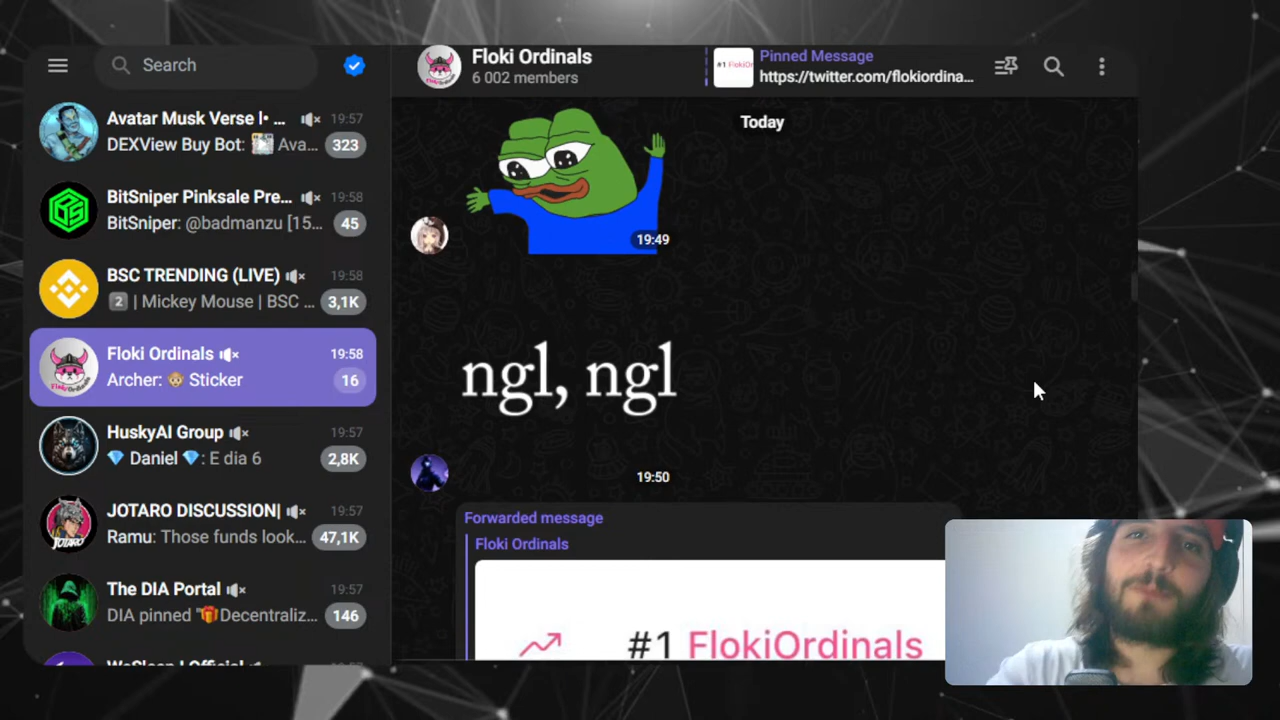 Search
Avatar Musk Verse l• ...
19:57
DEXView Buy Bot: Ava...
323
BitSniper Pinksale Pre...
19:58
BitSniper: @badmanzu [15...
45
BSC TRENDING (LIVE)
19:58
2 | Mickey Mouse | BSC ...
3,1K
Floki Ordinals
19:58
Archer: Sticker
16
HuskyAI Group
19:57
Daniel : E dia 6
2,8K
JOTARO DISCUSSION|
19:57
Ramu: Those funds look...
47,1K
The DIA Portal
19:57
DIA pinned "Decentraliz...
146
Floki Ordinals
6 002 members
Pinned Message
https://twitter.com/flokiordina...
Today
19:49
ngl, ngl
19:50
Forwarded message
Floki Ordinals
#1 FlokiOrdinals